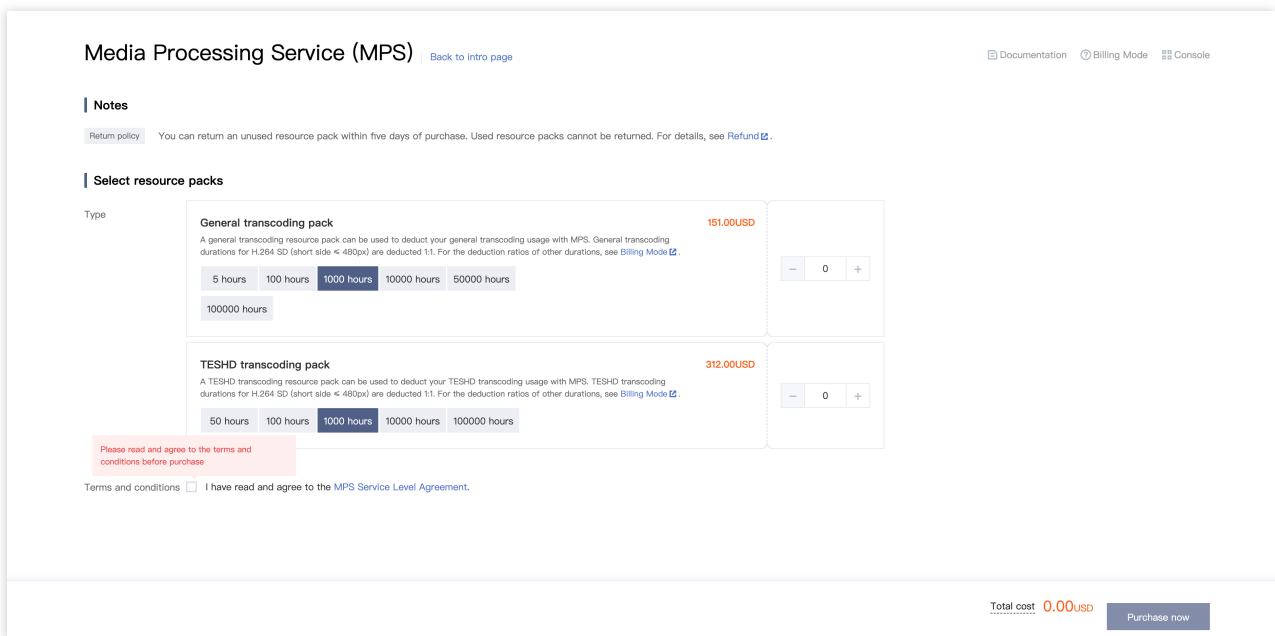 Media Processing Service (MPS)
Back to intro page
Documentation
Billing Mode
Console
Notes
Return policy
You can return an unused resource pack within five days of purchase. Used resource packs cannot be returned. For details, see Refund.
Select resource packs
Type
General transcoding pack
151.00USD
A general transcoding resource pack can be used to deduct your general transcoding usage with MPS. General transcoding
durations for H.264 SD (short side ≤ 480px) are deducted 1:1. For the deduction ratios of other durations, see Billing Mode.
5 hours
100 hours
1000 hours
10000 hours
50000 hours
100000 hours
− 0 +
TESHD transcoding pack
312.00USD
A TESHD transcoding resource pack can be used to deduct your TESHD transcoding usage with MPS. TESHD transcoding
durations for H.264 SD (short side ≤ 480px) are deducted 1:1. For the deduction ratios of other durations, see Billing Mode.
50 hours
100 hours
1000 hours
10000 hours
100000 hours
− 0 +
Please read and agree to the terms and
conditions before purchase
Terms and conditions
I have read and agree to the MPS Service Level Agreement.
Total cost 0.00USD
Purchase now